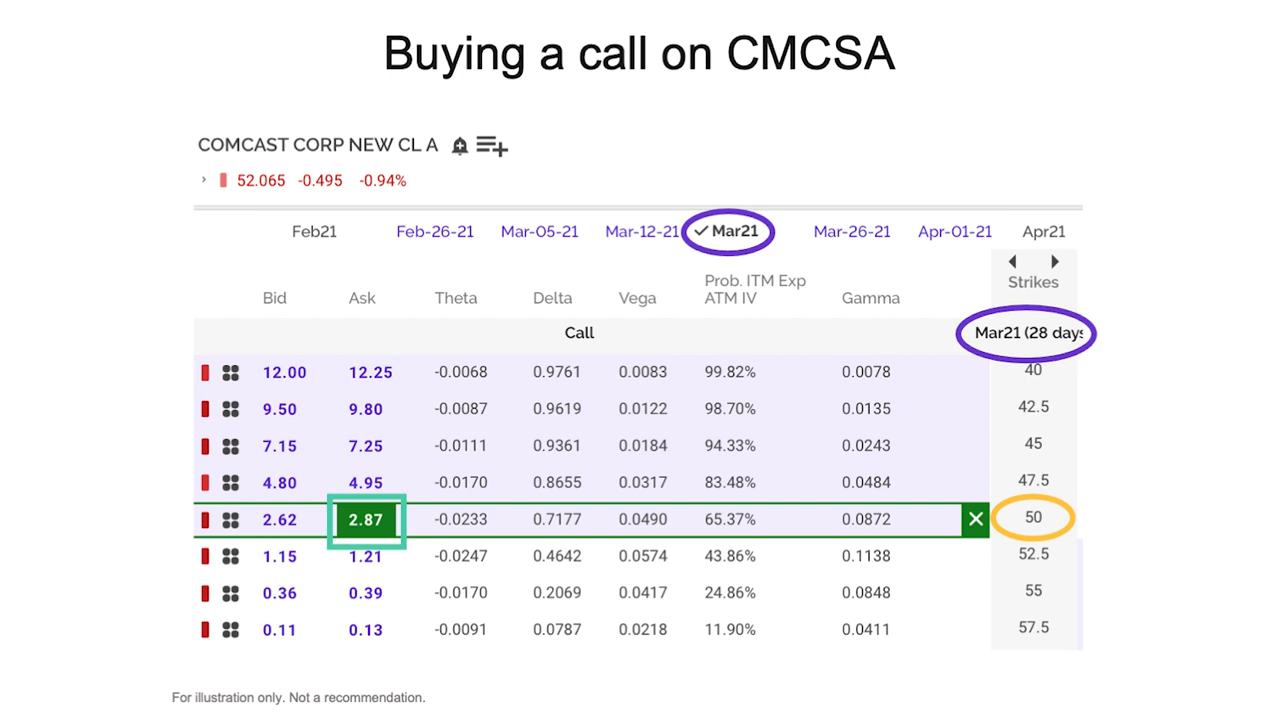 Buying a call on CMCSA
COMCAST CORP NEW CL A
52.065 -0.495 -0.94%
Feb21 Feb-26-21 Mar-05-21 Mar-12-21 Mar21 Mar-26-21 Apr-01-21 Apr21
Bid Ask Theta Delta Vega Prob. ITM Exp ATM IV Gamma Strikes
Call Mar21 (28 days
12.00 12.25 -0.0068 0.9761 0.0083 99.82% 0.0078 40
9.50 9.80 -0.0087 0.9619 0.0122 98.70% 0.0135 42.5
7.15 7.25 -0.0111 0.9361 0.0184 94.33% 0.0243 45
4.80 4.95 -0.0170 0.8655 0.0317 83.48% 0.0484 47.5
2.62 2.87 -0.0233 0.7177 0.0490 65.37% 0.0872 50
1.15 1.21 -0.0247 0.4642 0.0574 43.86% 0.1138 52.5
0.36 0.39 -0.0170 0.2069 0.0417 24.86% 0.0848 55
0.11 0.13 -0.0091 0.0787 0.0218 11.90% 0.0411 57.5
For illustration only. Not a recommendation.